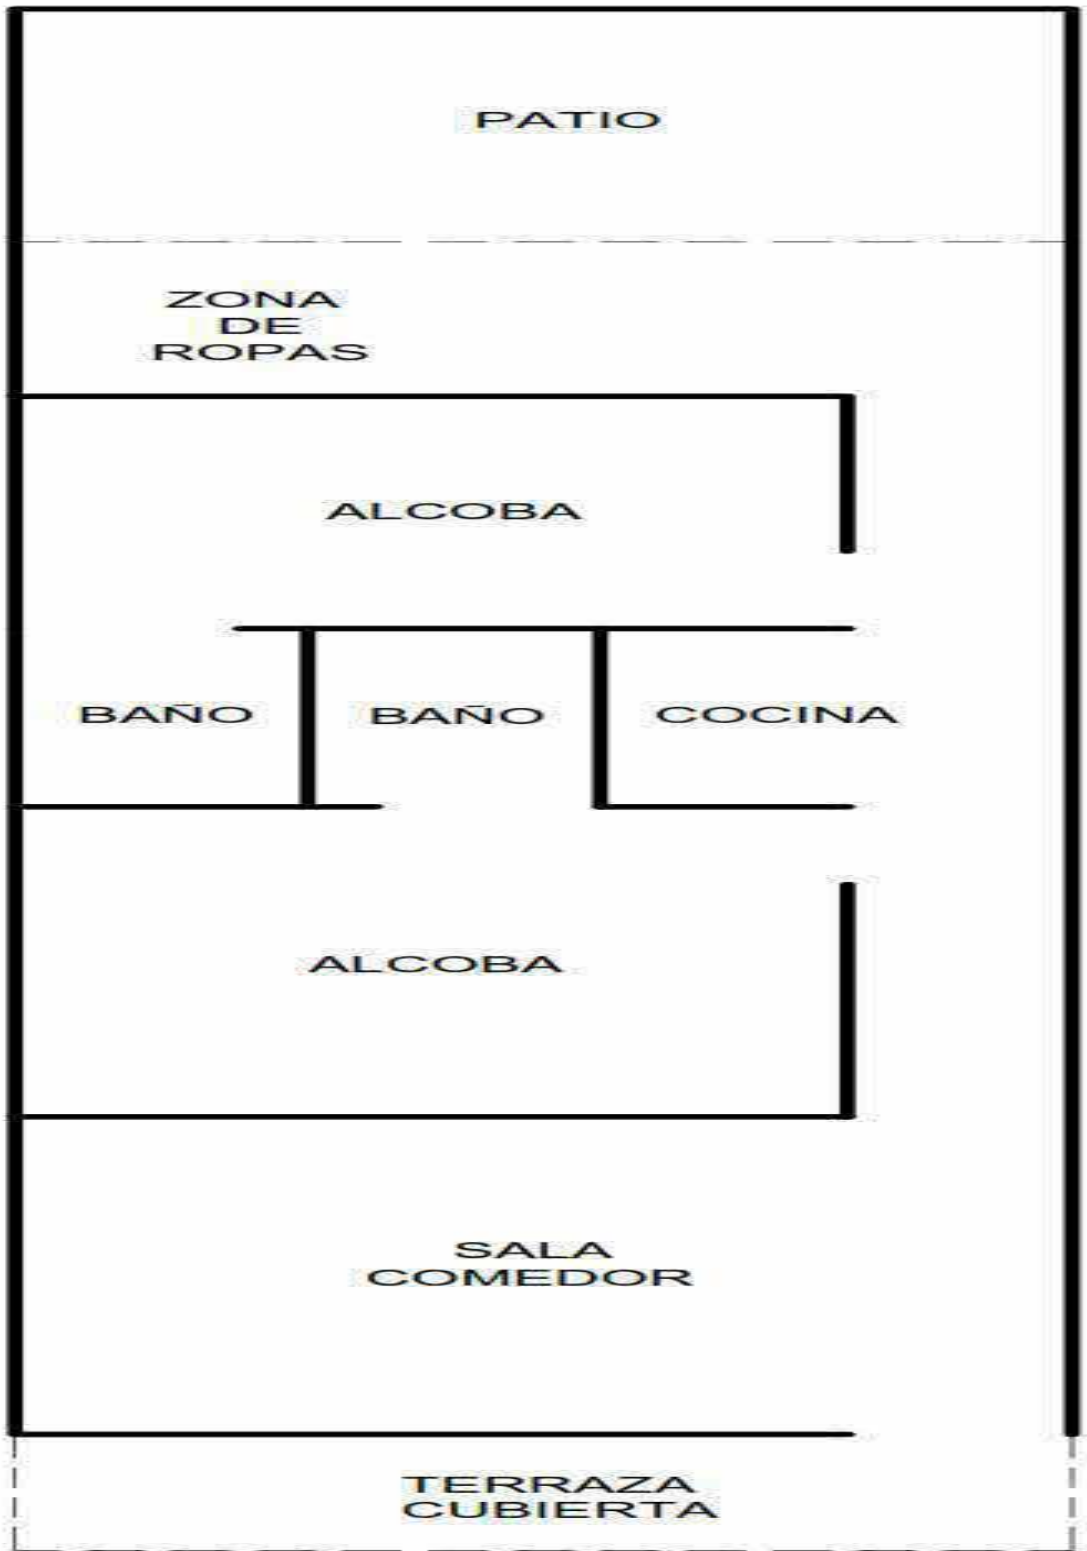 PATIO
ZONA
DE
ROPAS
ALCOBA
BAÑO
BAÑO
COCINA
ALCOBA
SALA
COMEDOR
TERRAZA
CUBIERTA